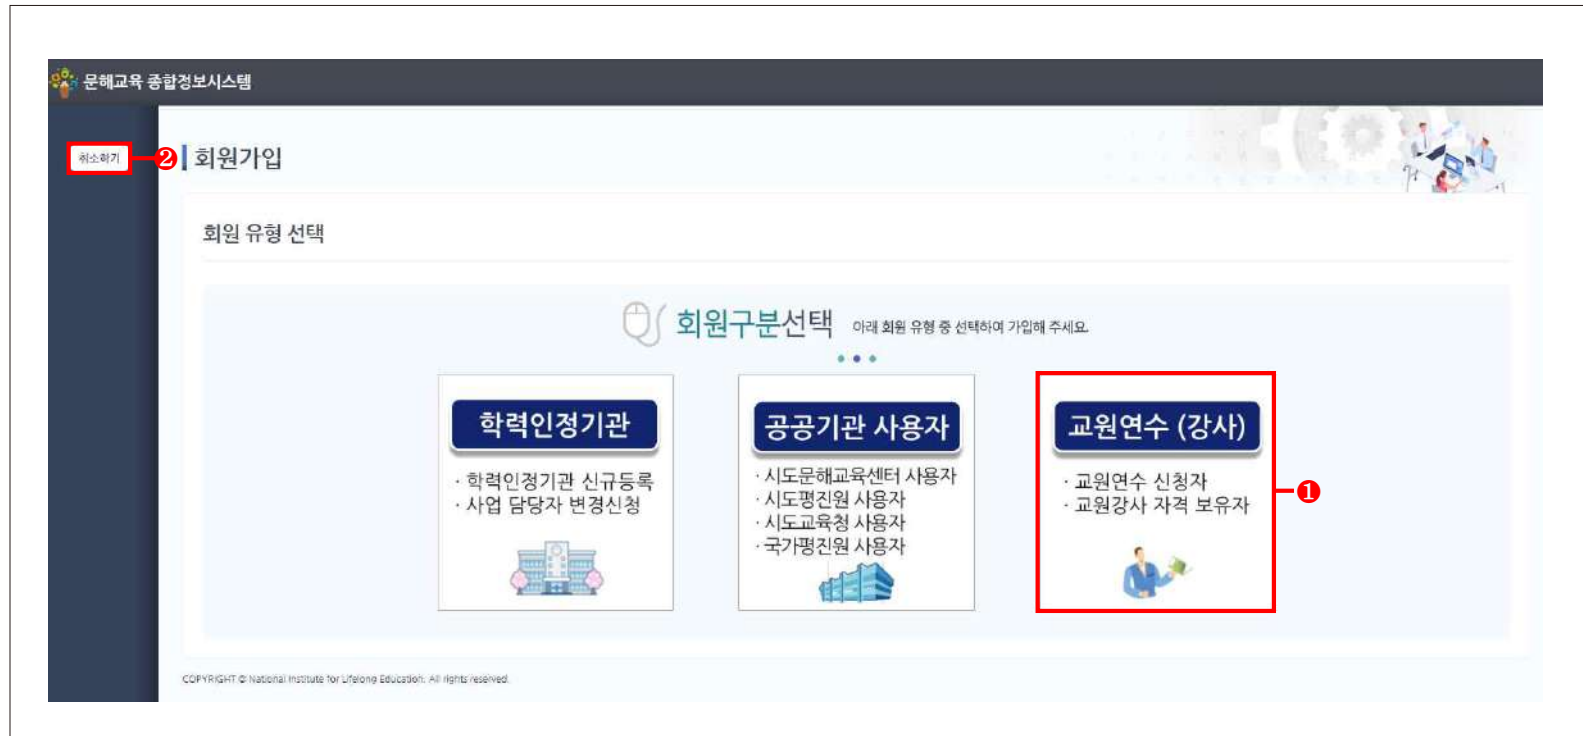 문해교육 종합정보시스템
취소하기
❷
회원가입
회원 유형 선택
회원구분선택 아래 회원 유형 중 선택하여 가입해 주세요.
학력인정기관
· 학력인정기관 신규등록
· 사업 담당자 변경신청
공공기관 사용자
· 시도문해교육센터 사용자
· 시도평진원 사용자
· 시도교육청 사용자
· 국가평진원 사용자
교원연수 (강사)
· 교원연수 신청자
· 교원강사 자격 보유자
❶
COPYRIGHT © National Institute for Lifelong Education. All rights reserved.